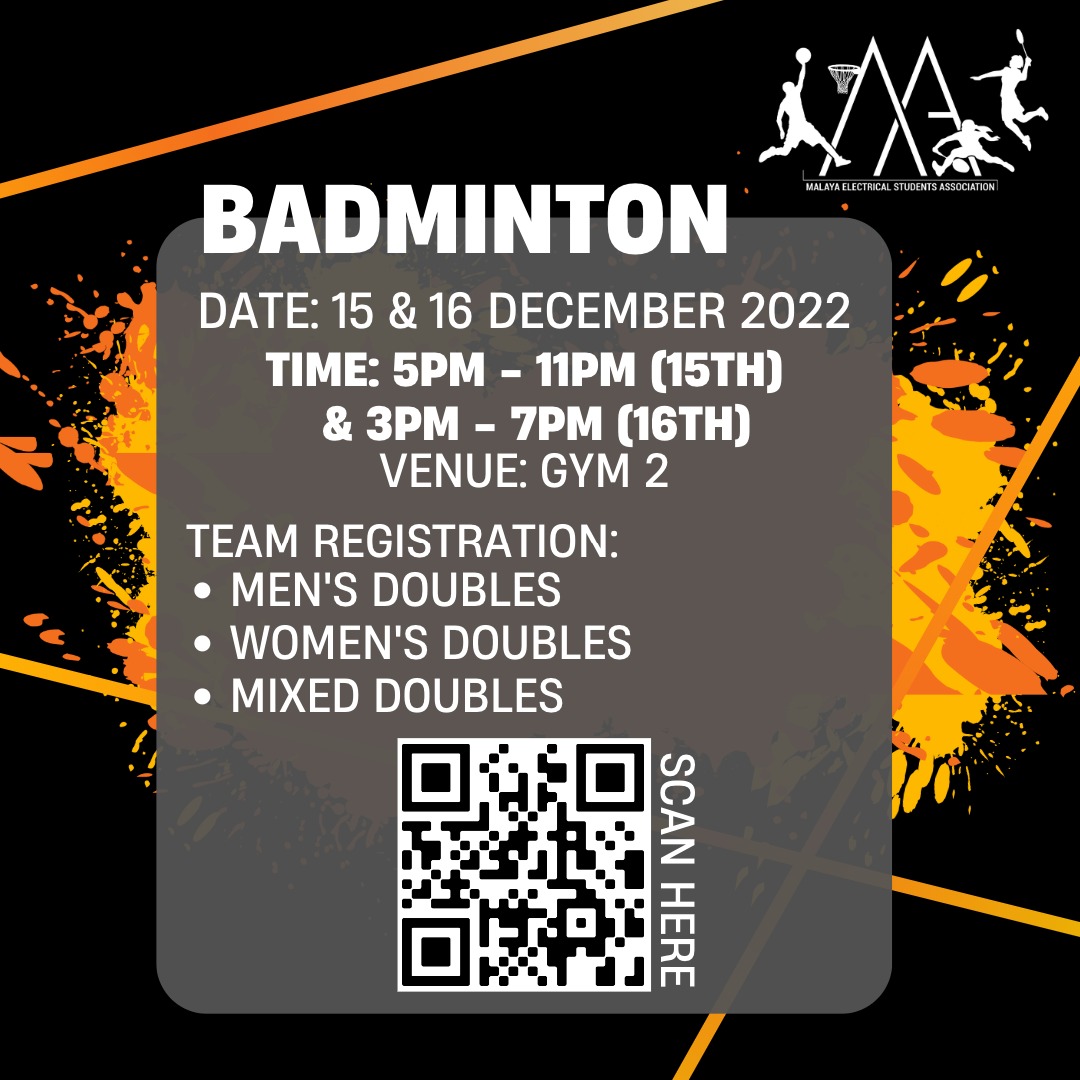 MALAYA ELECTRICAL STUDENTS ASSOCIATION
BADMINTON
DATE: 15 & 16 DECEMBER 2022
TIME: 5PM – 11PM (15TH)
& 3PM – 7PM (16TH)
VENUE: GYM 2
TEAM REGISTRATION:
• MEN'S DOUBLES
• WOMEN'S DOUBLES
• MIXED DOUBLES
SCAN HERE